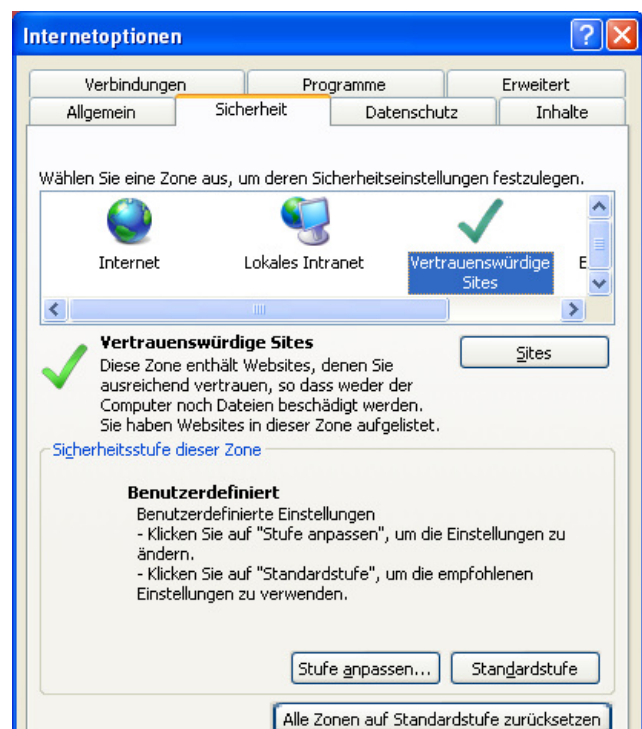 Internetoptionen
Verbindungen Programme Erweitert
Allgemein Sicherheit Datenschutz Inhalte
Wählen Sie eine Zone aus, um deren Sicherheitseinstellungen festzulegen.
Internet Lokales Intranet Vertrauenswürdige E
Sites
Vertrauenswürdige Sites
Sites
Diese Zone enthält Websites, denen Sie
ausreichend vertrauen, so dass weder der
Computer noch Dateien beschädigt werden.
Sie haben Websites in dieser Zone aufgelistet.
Sicherheitsstufe dieser Zone
Benutzerdefiniert
Benutzerdefinierte Einstellungen
- Klicken Sie auf "Stufe anpassen", um die Einstellungen zu
ändern.
- Klicken Sie auf "Standardstufe", um die empfohlenen
Einstellungen zu verwenden.
Stufe anpassen... Standardstufe
Alle Zonen auf Standardstufe zurücksetzen